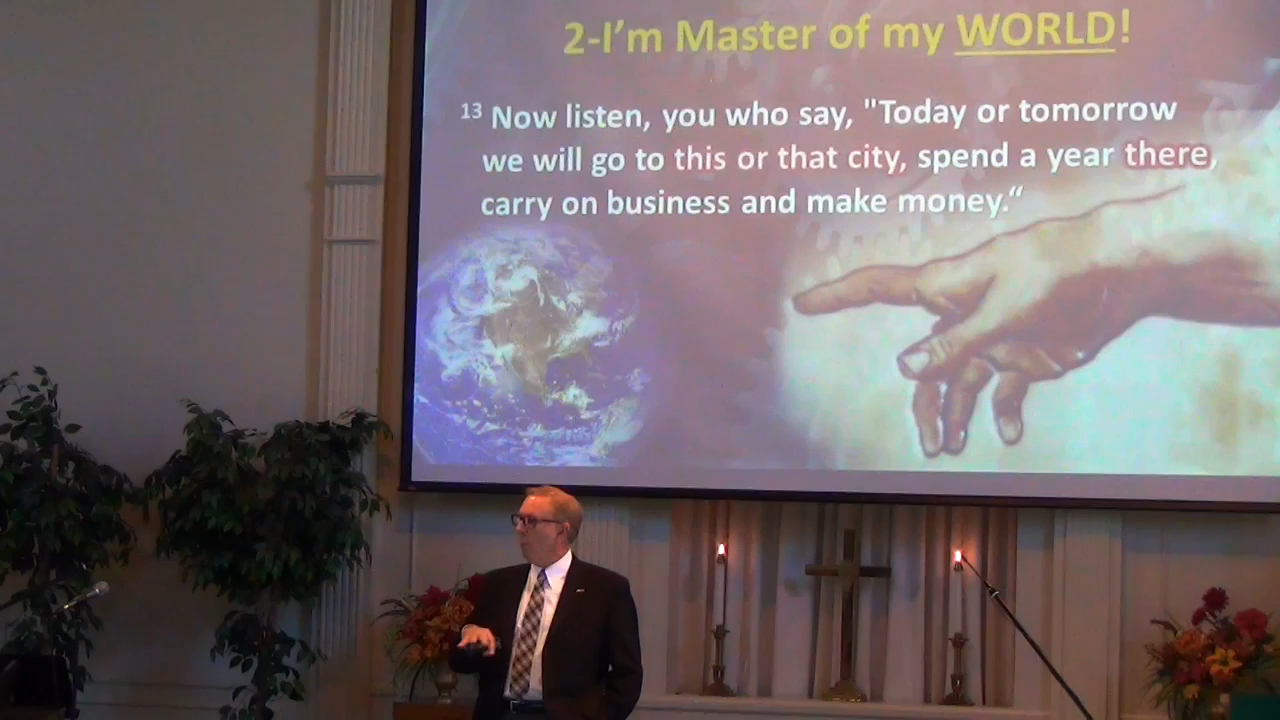 2-I'm Master of my WORLD!
13 Now listen, you who say, "Today or tomorrow
we will go to this or that city, spend a year there,
carry on business and make money.“